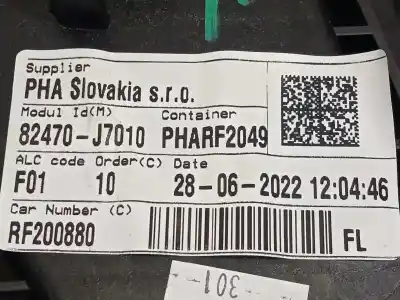 Supplier
PHA Slovakia s.r.o.
Modul Id(M) Container
82470-J7010 PHARF2049
ALC code Order(C) Date
F01 10 28-06-2022 12:04:46
Car Number (C)
RF200880 FL
- 301